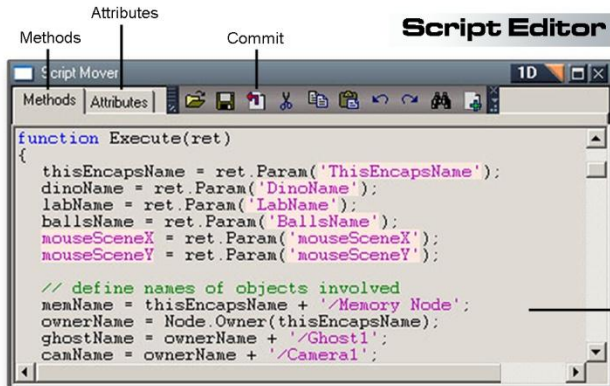 Script Editor
Attributes
Methods
Commit
Script Mover
1D
Methods
Attributes
function Execute(ret)
{
thisEncapsName = ret.Param('ThisEncapsName');
dinoName = ret.Param('DinoName');
labName = ret.Param('LabName');
ballsName = ret.Param('BallsName');
mouseSceneX = ret.Param('mouseSceneX');
mouseSceneY = ret.Param('mouseSceneY');
// define names of objects involved
memName = thisEncapsName + '/Memory Node';
ownerName = Node.Owner(thisEncapsName);
ghostName = ownerName + '/Ghost1';
camName = ownerName + '/Camera1';